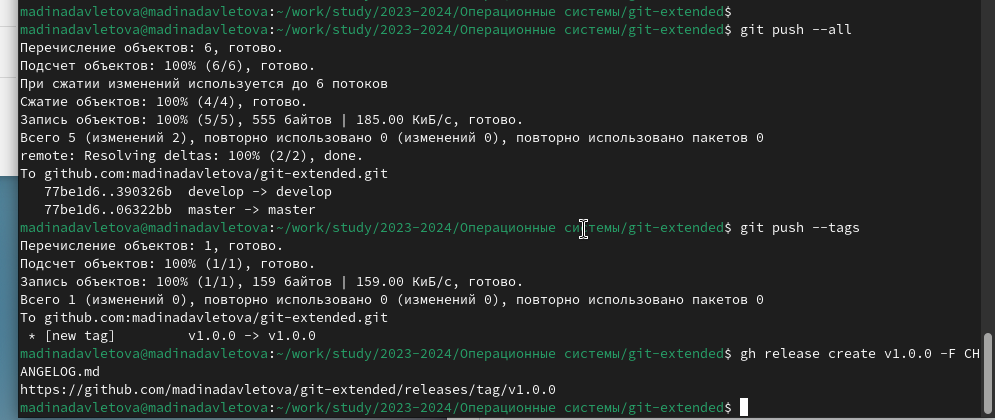 madinadavletova@madinadavletova:~/work/study/2023-2024/Операционные системы/git-extended$
madinadavletova@madinadavletova:~/work/study/2023-2024/Операционные системы/git-extended$ git push --all
Перечисление объектов: 6, готово.
Подсчет объектов: 100% (6/6), готово.
При сжатии изменений используется до 6 потоков
Сжатие объектов: 100% (4/4), готово.
Запись объектов: 100% (5/5), 555 байтов | 185.00 КиБ/с, готово.
Всего 5 (изменений 2), повторно использовано 0 (изменений 0), повторно использовано пакетов 0
remote: Resolving deltas: 100% (2/2), done.
To github.com:madinadavletova/git-extended.git
   77be1d6..390326b  develop -> develop
   77be1d6..06322bb  master -> master
madinadavletova@madinadavletova:~/work/study/2023-2024/Операционные системы/git-extended$ git push --tags
Перечисление объектов: 1, готово.
Подсчет объектов: 100% (1/1), готово.
Запись объектов: 100% (1/1), 159 байтов | 159.00 КиБ/с, готово.
Всего 1 (изменений 0), повторно использовано 0 (изменений 0), повторно использовано пакетов 0
To github.com:madinadavletova/git-extended.git
 * [new tag]         v1.0.0 -> v1.0.0
madinadavletova@madinadavletova:~/work/study/2023-2024/Операционные системы/git-extended$ gh release create v1.0.0 -F CH
ANGELOG.md
https://github.com/madinadavletova/git-extended/releases/tag/v1.0.0
madinadavletova@madinadavletova:~/work/study/2023-2024/Операционные системы/git-extended$